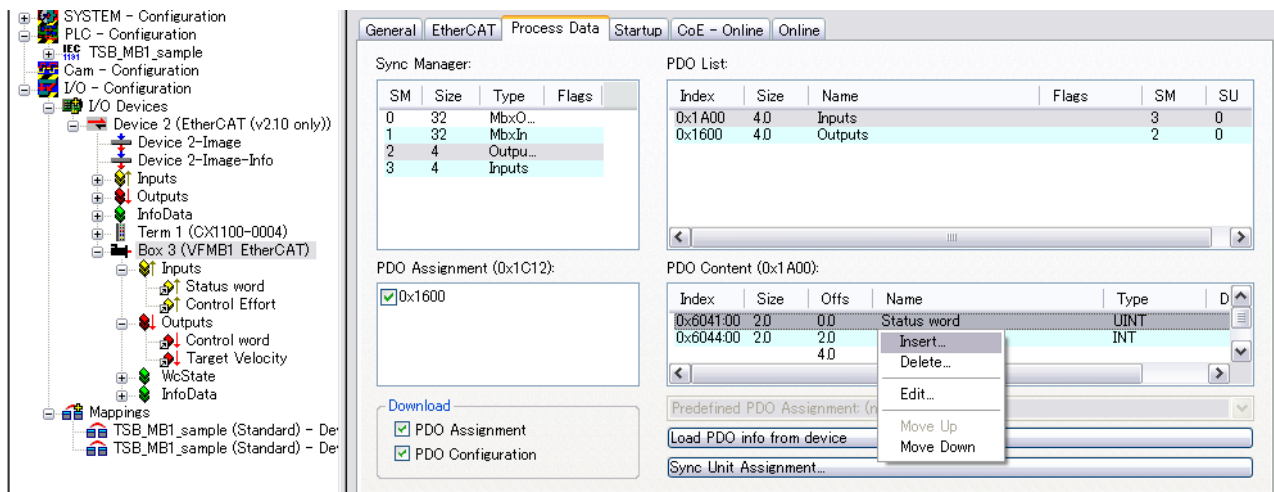 SYSTEM - Configuration
PLC - Configuration
IEC 1131 TSB_MB1_sample
Cam - Configuration
I/O - Configuration
I/O Devices
Device 2 (EtherCAT (v2.10 only))
Device 2-Image
Device 2-Image-Info
Inputs
Outputs
InfoData
Term 1 (CX1100-0004)
Box 3 (VFMB1 EtherCAT)
Inputs
Status word
Control Effort
Outputs
Control word
Target Velocity
WcState
InfoData
Mappings
TSB_MB1_sample (Standard) - De
TSB_MB1_sample (Standard) - De
General EtherCAT Process Data Startup CoE - Online Online
Sync Manager:
SM Size Type Flags
0 32 MbxO...
1 32 MbxIn
2 4 Outpu...
3 4 Inputs
PDO List:
Index Size Name Flags SM SU
0x1A00 4.0 Inputs 3 0
0x1600 4.0 Outputs 2 0
PDO Assignment (0x1C12):
0x1600
PDO Content (0x1A00):
Index Size Offs Name Type D
0x6041:00 2.0 0.0 Status word UINT
0x6044:00 2.0 2.0 INT
4.0
Insert...
Delete...
Edit...
Move Up
Move Down
Download
PDO Assignment
PDO Configuration
Predefined PDO Assignment: (n
Load PDO info from device
Sync Unit Assignment...